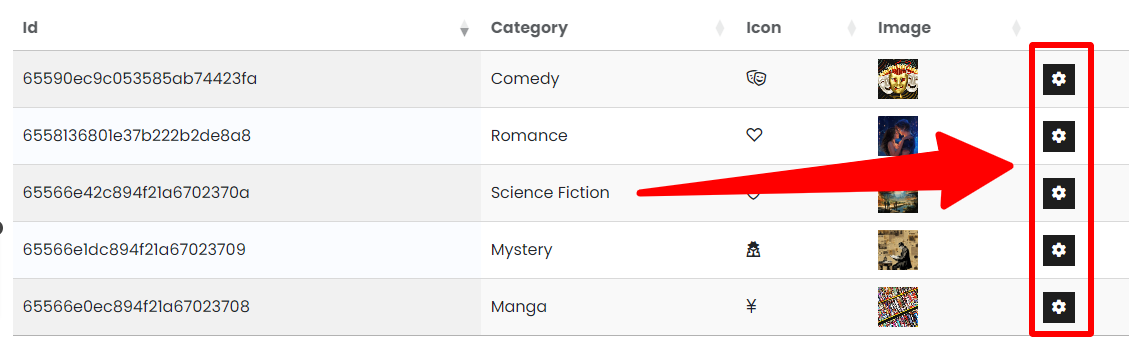 Id Category Icon Image
65590ec9c053585ab74423fa Comedy
6558136801e37b222b2de8a8 Romance
65566e42c894f21a6702370a Science Fiction
65566e1dc894f21a67023709 Mystery
65566e0ec894f21a67023708 Manga ¥